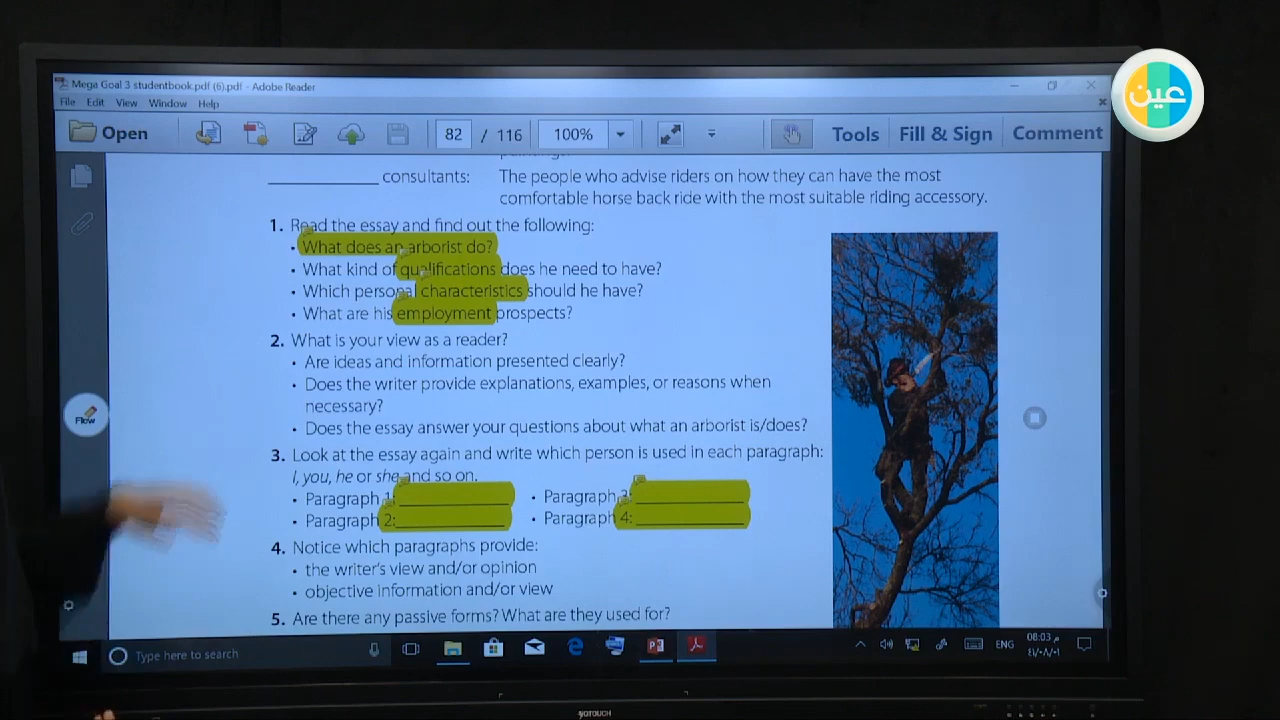 Mega Goal 3 studentbook.pdf (6).pdf - Adobe Reader
File Edit View Window Help
عين
Open 82 / 116 100% Tools Fill & Sign Comment
consultants: The people who advise riders on how they can have the most
comfortable horse back ride with the most suitable riding accessory.
1. Read the essay and find out the following:
• What does an arborist do?
• What kind of qualifications does he need to have?
• Which personal characteristics should he have?
• What are his employment prospects?
2. What is your view as a reader?
• Are ideas and information presented clearly?
• Does the writer provide explanations, examples, or reasons when
necessary?
• Does the essay answer your questions about what an arborist is/does?
Flow
3. Look at the essay again and write which person is used in each paragraph:
I, you, he or she and so on.
• Paragraph 1: • Paragraph 3:
• Paragraph 2: • Paragraph 4:
4. Notice which paragraphs provide:
• the writer's view and/or opinion
• objective information and/or view
5. Are there any passive forms? What are they used for?
Type here to search
ENG
08:03 م